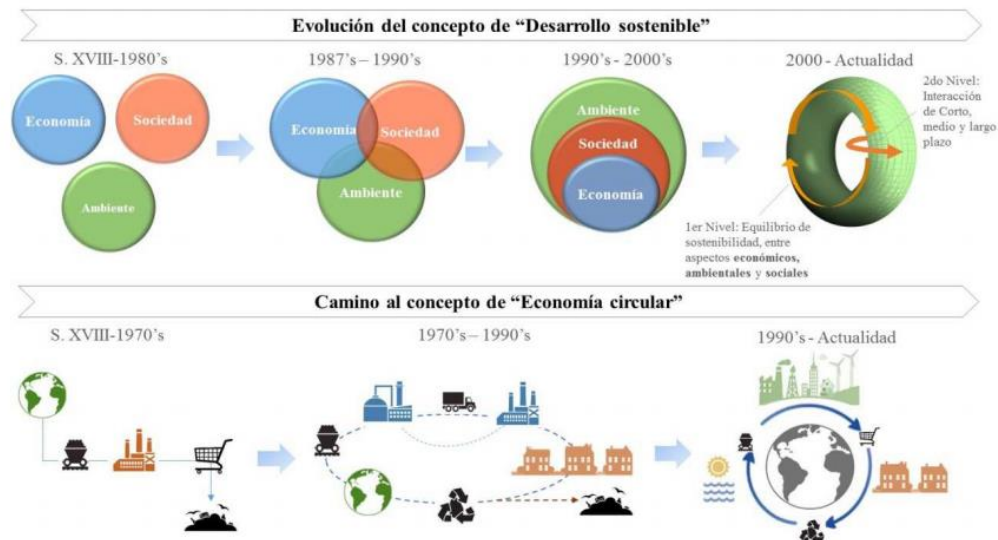 Evolución del concepto de “Desarrollo sostenible”
S. XVIII-1980’s
1987’s – 1990’s
1990’s - 2000’s
2000 - Actualidad
Economía
Sociedad
Ambiente
Economía
Sociedad
Ambiente
Ambiente
Sociedad
Economía
2do Nivel:
Interacción
de Corto,
medio y largo
plazo
1er Nivel: Equilibrio de
sostenibilidad, entre
aspectos económicos,
ambientales y sociales
Camino al concepto de “Economía circular”
S. XVIII-1970’s
1970’s – 1990’s
1990’s - Actualidad